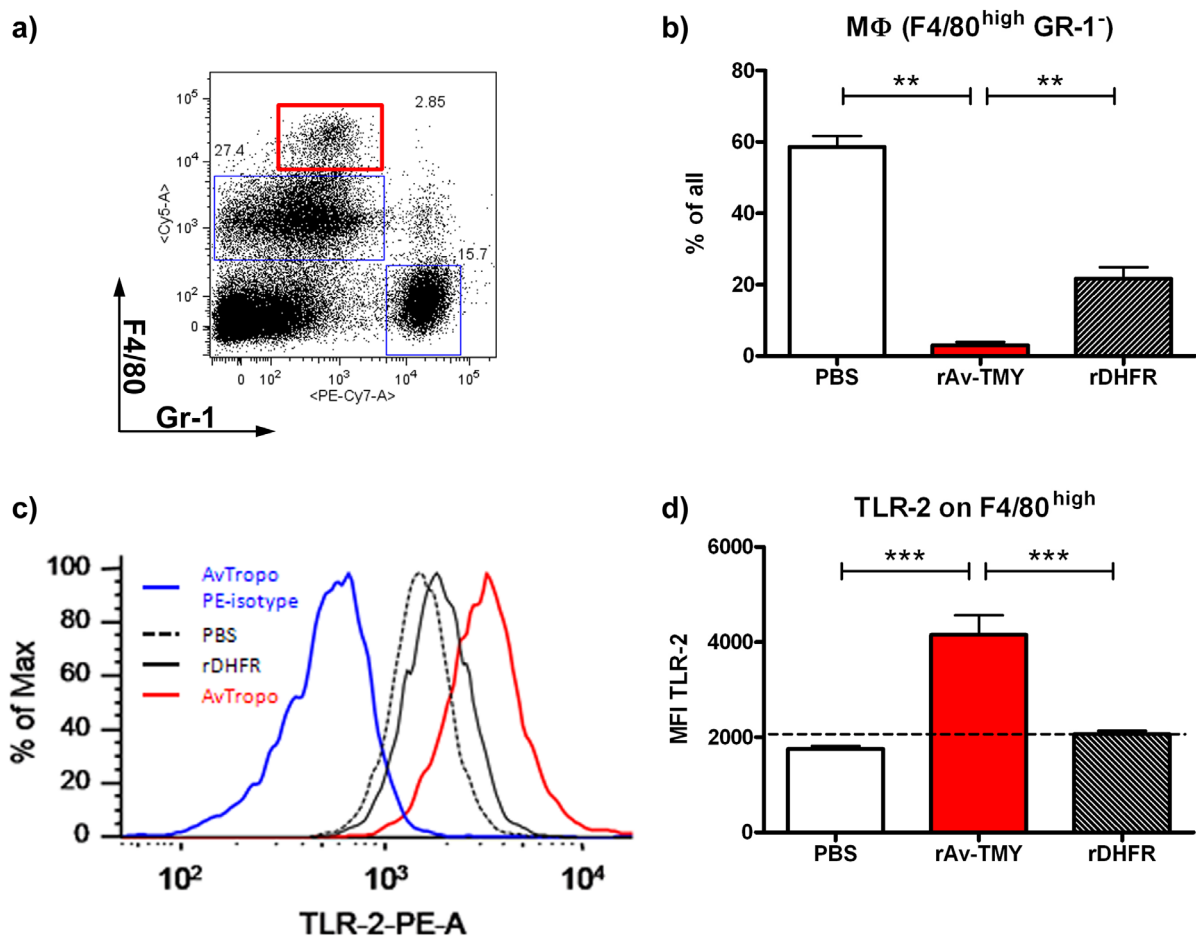 a)
10^5
10^4
10^3
10^2
0
<Cy5-A>
2.85
27.4
15.7
0 10^2 10^3 10^4 10^5
<PE-Cy7-A>
F4/80
Gr-1
b)
MΦ (F4/80^high GR-1^-)
80
60
40
20
0
% of all
** **
PBS rAv-TMY rDHFR
c)
100
80
60
40
20
0
% of Max
AvTropo
PE-isotype
PBS
rDHFR
AvTropo
10^2 10^3 10^4
TLR-2-PE-A
d)
TLR-2 on F4/80^high
6000
4000
2000
0
MFI TLR-2
*** ***
PBS rAv-TMY rDHFR